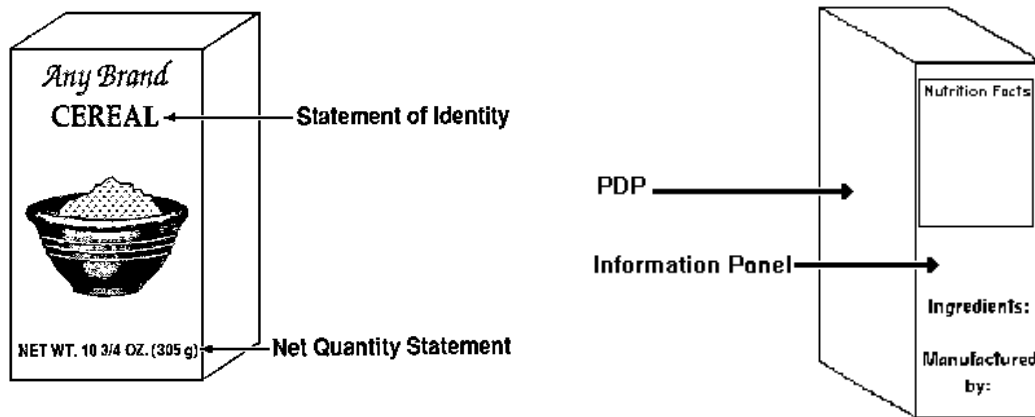 Any Brand
CEREAL
Statement of Identity
NET WT. 10 3/4 OZ. (305 g)
Net Quantity Statement
Nutrition Facts
PDP
Information Panel
Ingredients:
Manufactured
by: